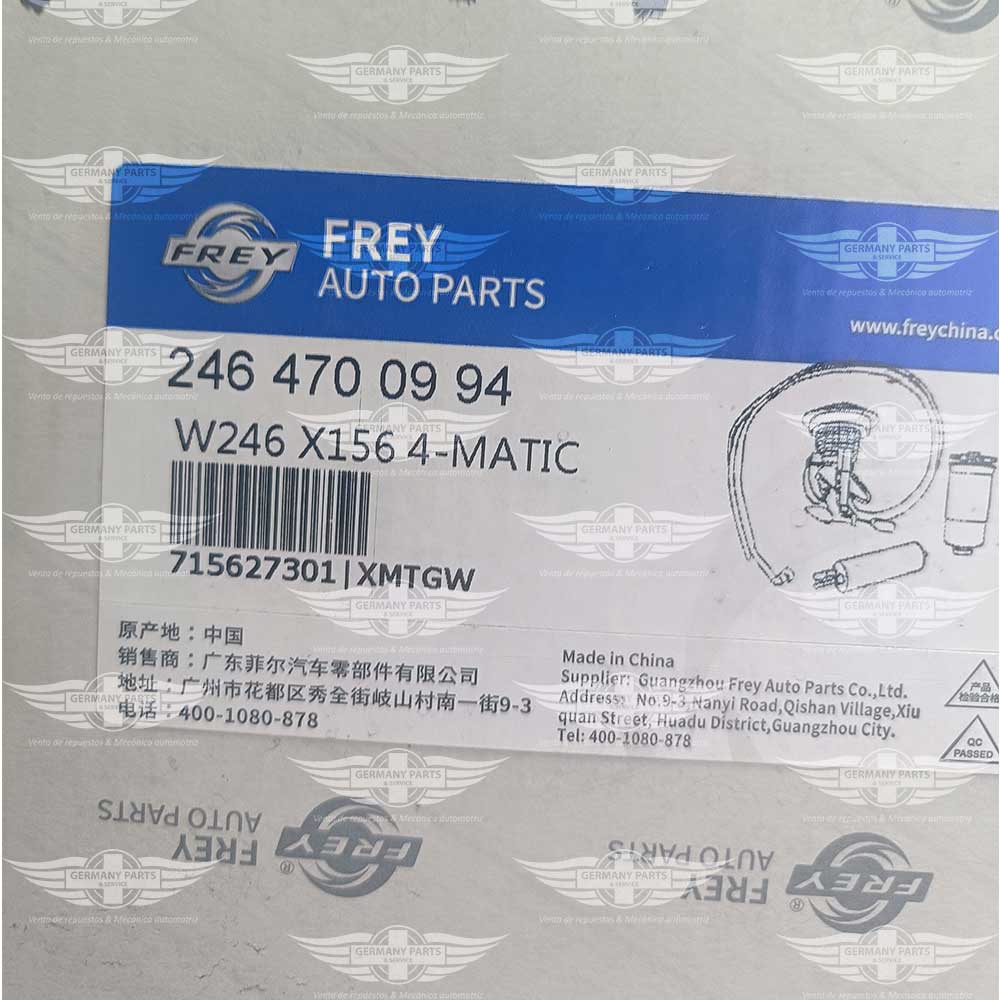 FREY
FREY
AUTO PARTS
www.freychina.c
246 470 09 94
W246 X156 4-MATIC
715627301|XMTGW
原产地：中国
销售商：广东菲尔汽车零部件有限公司
地址：广州市花都区秀全街岐山村南一街9-3
电话：400-1080-878
Made in China
Supplier: Guangzhou Frey Auto Parts Co.,Ltd.
Address: No.9-3,Nanyi Road,Qishan Village,Xiu
quan Street, Huadu District,Guangzhou City.
Tel: 400-1080-878
产品
检验合格
QC
PASSED
FREY
AUTO PARTS
FREY
®
FREY
AUTO PARTS
FREY
®
GERMANY PARTS
& SERVICE
Venta de repuestos & Mecánica automotriz